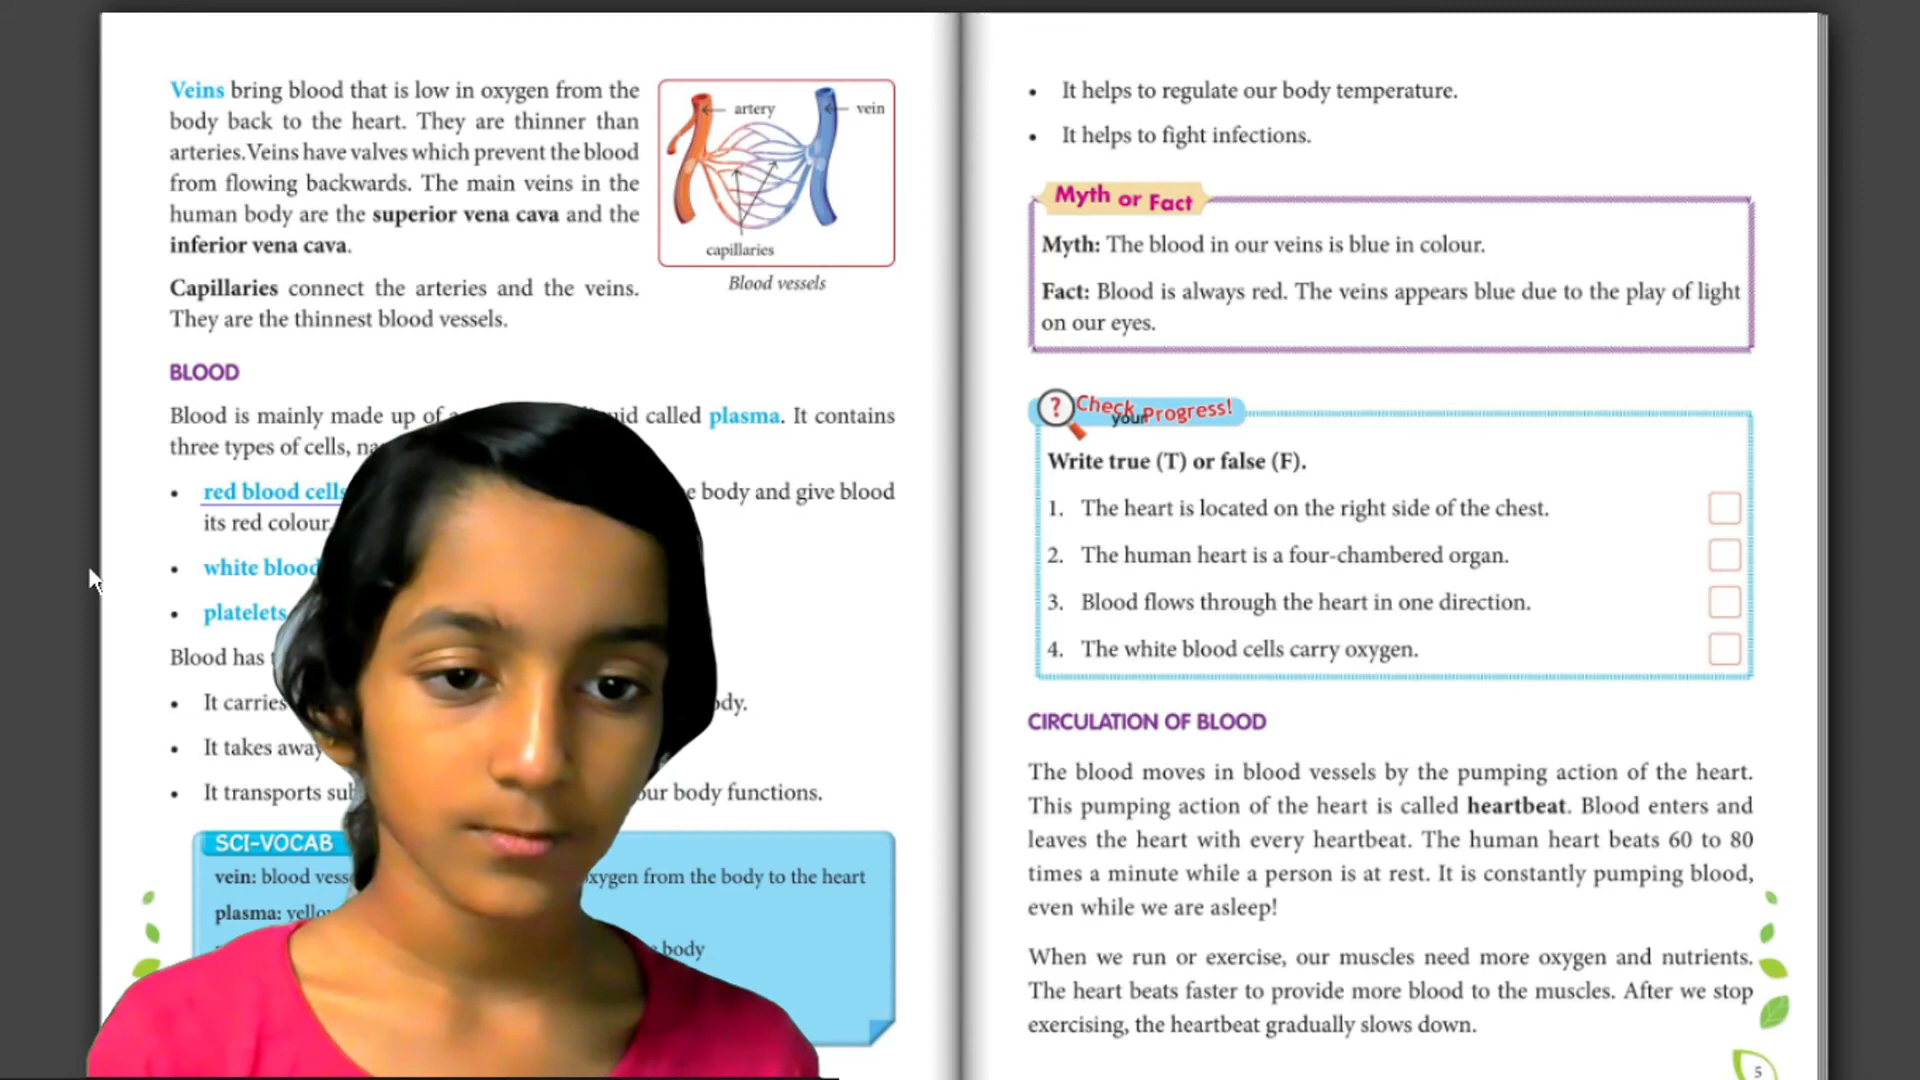 Veins bring blood that is low in oxygen from the
body back to the heart. They are thinner than
arteries.Veins have valves which prevent the blood
from flowing backwards. The main veins in the
human body are the superior vena cava and the
inferior vena cava.
artery
vein
capillaries
Blood vessels
Capillaries connect the arteries and the veins.
They are the thinnest blood vessels.
BLOOD
Blood is mainly made up of called plasma. It contains
three types of cells,
red blood cells body and give blood
its red colour.
white blood
platelets
Blood has
It carries
It takes away
It transports our body functions.
SCI-VOCAB
vein: blood oxygen from the body to the heart
plasma:
body
• It helps to regulate our body temperature.
• It helps to fight infections.
Myth or Fact
Myth: The blood in our veins is blue in colour.
Fact: Blood is always red. The veins appears blue due to the play of light
on our eyes.
? Check your Progress!
Write true (T) or false (F).
1. The heart is located on the right side of the chest.
2. The human heart is a four-chambered organ.
3. Blood flows through the heart in one direction.
4. The white blood cells carry oxygen.
CIRCULATION OF BLOOD
The blood moves in blood vessels by the pumping action of the heart.
This pumping action of the heart is called heartbeat. Blood enters and
leaves the heart with every heartbeat. The human heart beats 60 to 80
times a minute while a person is at rest. It is constantly pumping blood,
even while we are asleep!
When we run or exercise, our muscles need more oxygen and nutrients.
The heart beats faster to provide more blood to the muscles. After we stop
exercising, the heartbeat gradually slows down.
5